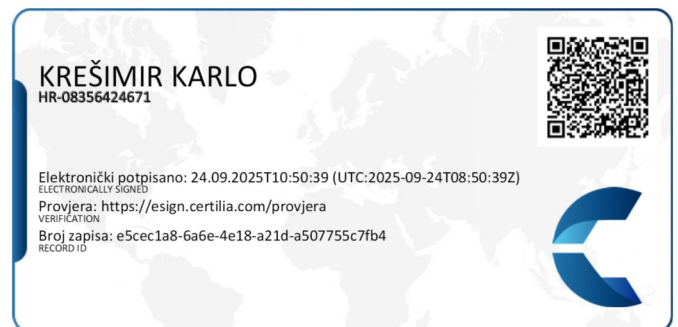 KREŠIMIR KARLO
HR-08356424671
Elektronički potpisano: 24.09.2025T10:50:39 (UTC:2025-09-24T08:50:39Z)
ELECTRONICALLY SIGNED
Provjera: https://esign.certilia.com/provjera
VERIFICATION
Broj zapisa: e5cec1a8-6a6e-4e18-a21d-a507755c7fb4
RECORD ID